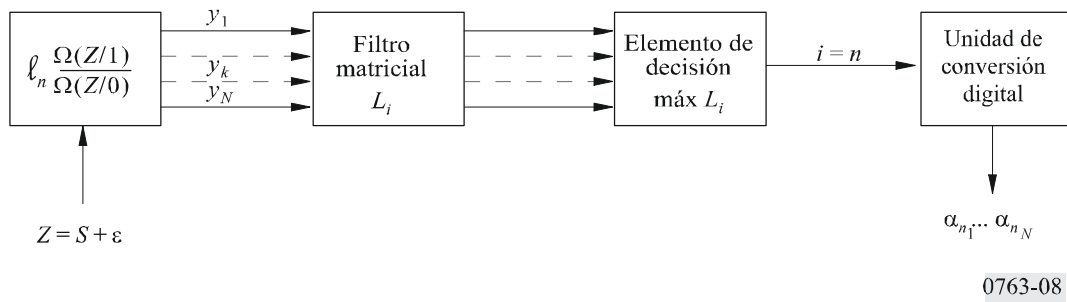 ℓn Ω(Z/1)
Ω(Z/0)
y1
yk
yN
Filtro
matricial
Li
Elemento de
decisión
máx Li
i = n
Unidad de
conversión
digital
Z = S + ε
αn1... αnN
0763-08